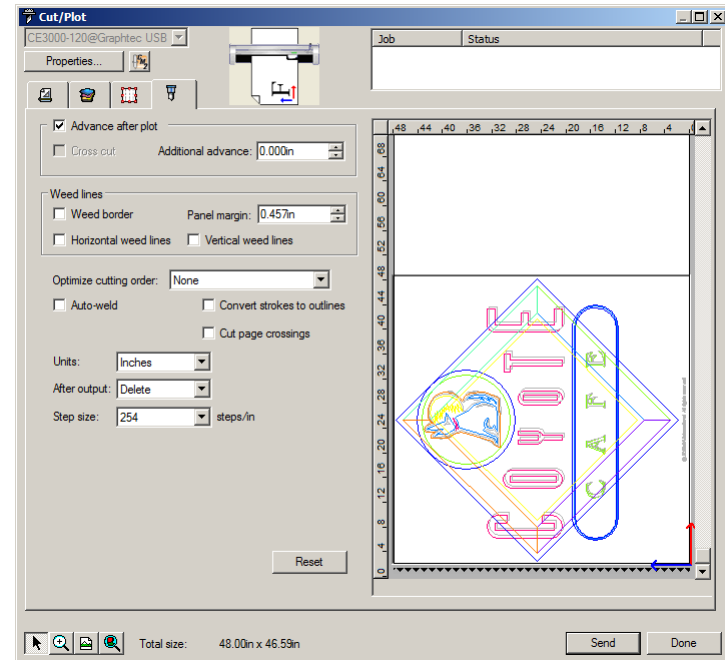 Cut/Plot
CE3000-120@Graphtec USB
Job Status
Properties...
Advance after plot
Cross cut Additional advance: 0.000in
Weed lines
Weed border Panel margin: 0.457in
Horizontal weed lines Vertical weed lines
Optimize cutting order: None
Auto-weld Convert strokes to outlines
Cut page crossings
Units: Inches
After output: Delete
Step size: 254 steps/in
Reset
,48 ,44 ,40 ,36 ,32 ,28 ,24 ,20 ,16 ,12 ,8 ,4
68
64
60
56
52
48
44
40
36
32
28
24
20
16
12
8
4
0
COYOTE
CAFE
Total size: 48.00in x 46.59in
Send Done